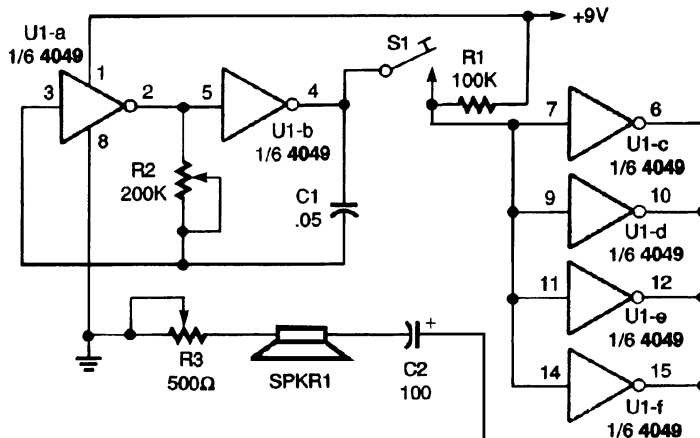 U1-a
1/6 4049
3
1
2
8
5
4
U1-b
1/6 4049
S1
+9V
R1
100K
R2
200K
C1
.05
7
6
U1-c
1/6 4049
9
10
U1-d
1/6 4049
11
12
U1-e
1/6 4049
14
15
U1-f
1/6 4049
R3
500Ω
SPKR1
+
C2
100